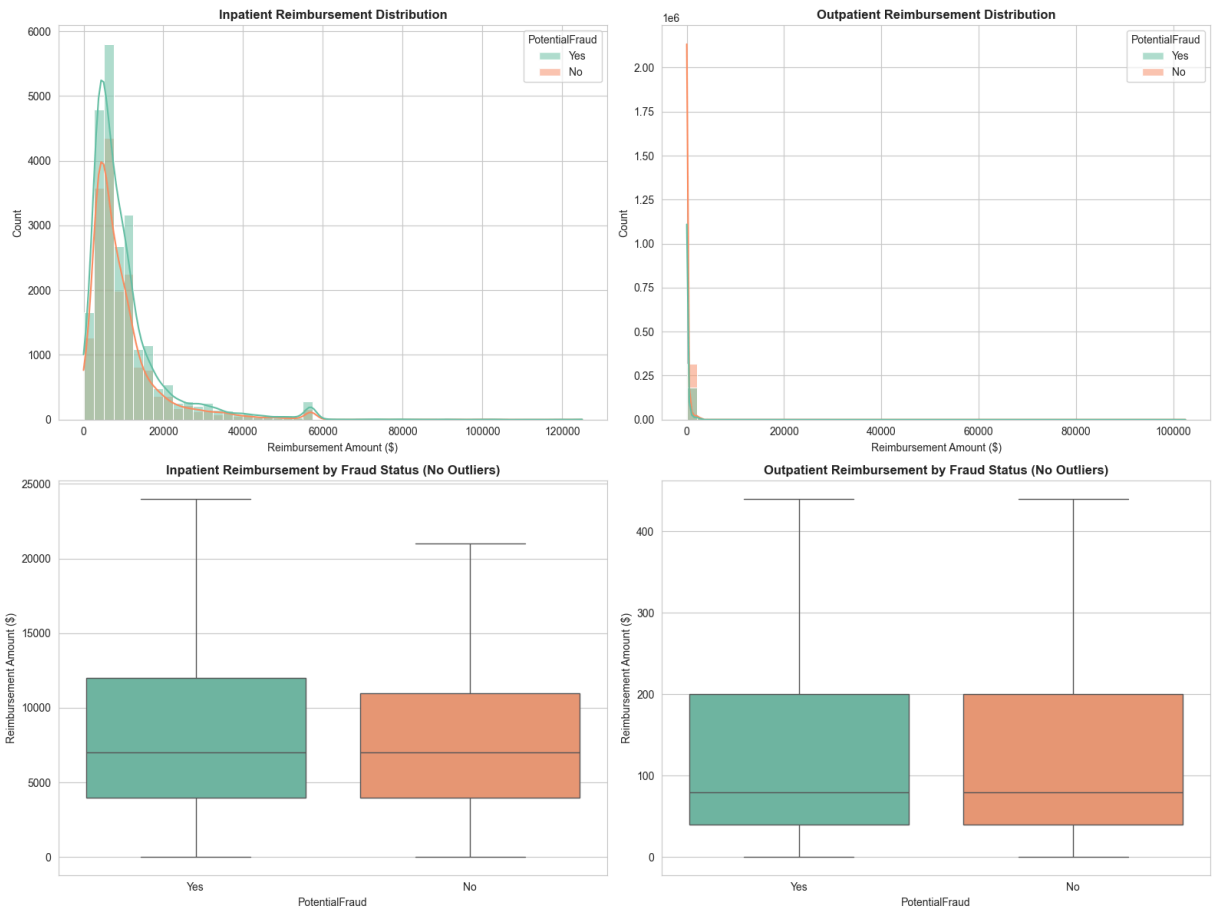 Inpatient Reimbursement Distribution
6000
5000
4000
3000
2000
1000
0
Count
0 20000 40000 60000 80000 100000 120000
Reimbursement Amount ($)
PotentialFraud
Yes
No
Outpatient Reimbursement Distribution
1e6
2.00
1.75
1.50
1.25
1.00
0.75
0.50
0.25
0.00
Count
0 20000 40000 60000 80000 100000
Reimbursement Amount ($)
PotentialFraud
Yes
No
Inpatient Reimbursement by Fraud Status (No Outliers)
25000
20000
15000
10000
5000
0
Reimbursement Amount ($)
Yes No
PotentialFraud
Outpatient Reimbursement by Fraud Status (No Outliers)
400
300
200
100
0
Reimbursement Amount ($)
Yes No
PotentialFraud